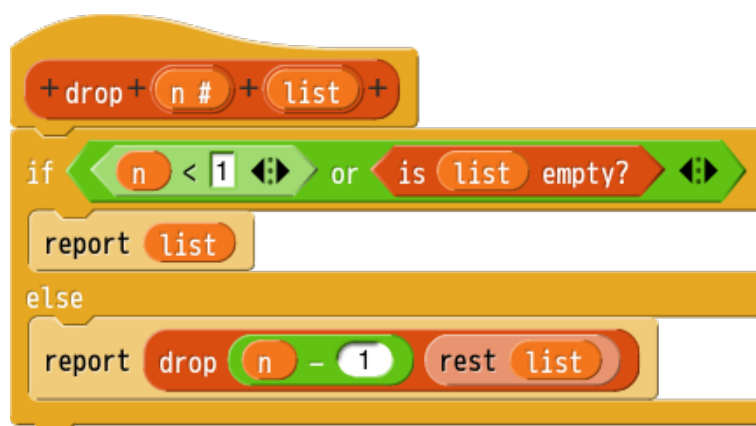 + drop + n # + list +
if n < 1 or is list empty?
report list
else
report drop n - 1 rest list